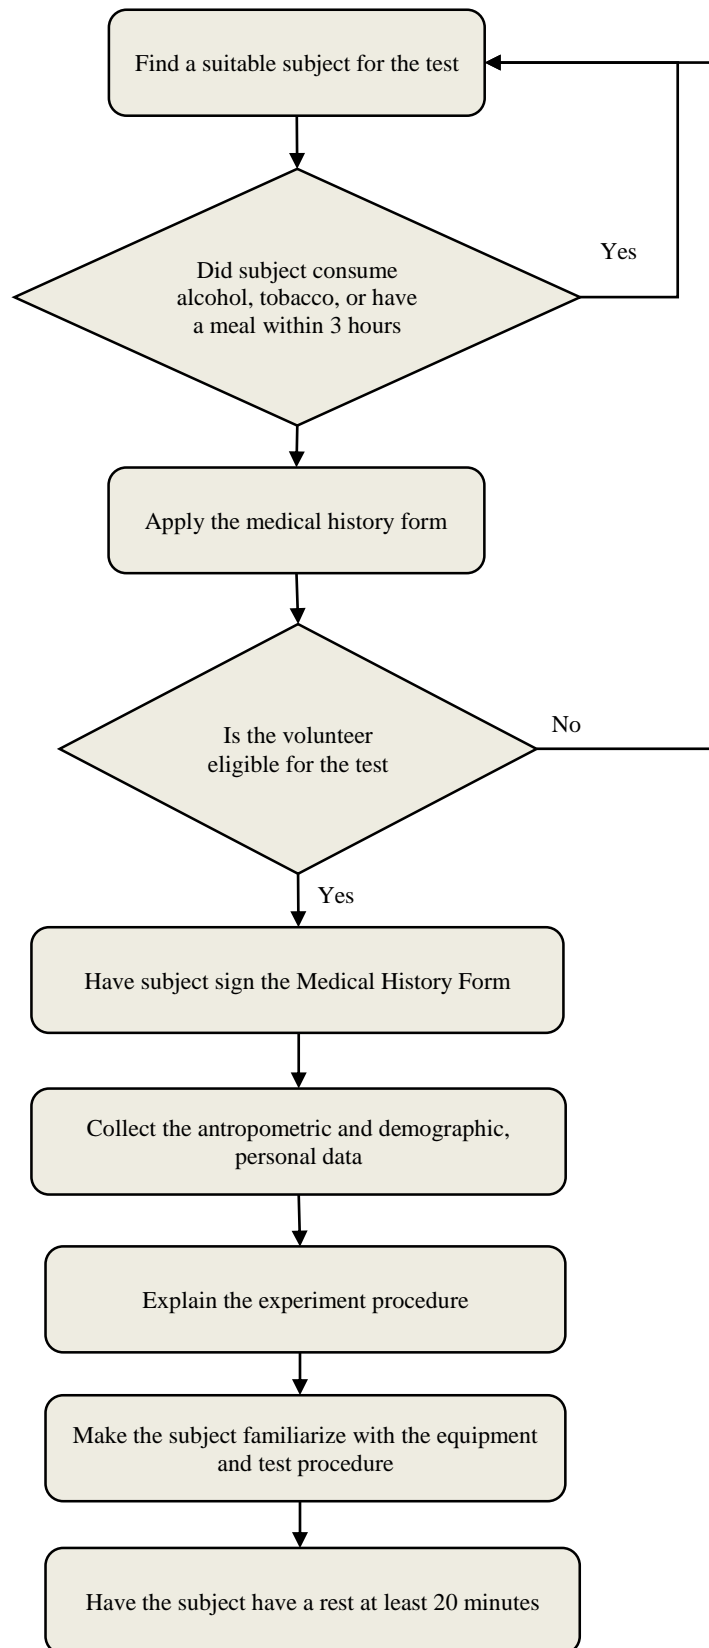 Find a suitable subject for the test
Yes
Did subject consume
alcohol, tobacco, or have
a meal within 3 hours
Apply the medical history form
No
Is the volunteer
eligible for the test
Yes
Have subject sign the Medical History Form
Collect the antropometric and demographic,
personal data
Explain the experiment procedure
Make the subject familiarize with the equipment
and test procedure
Have the subject have a rest at least 20 minutes